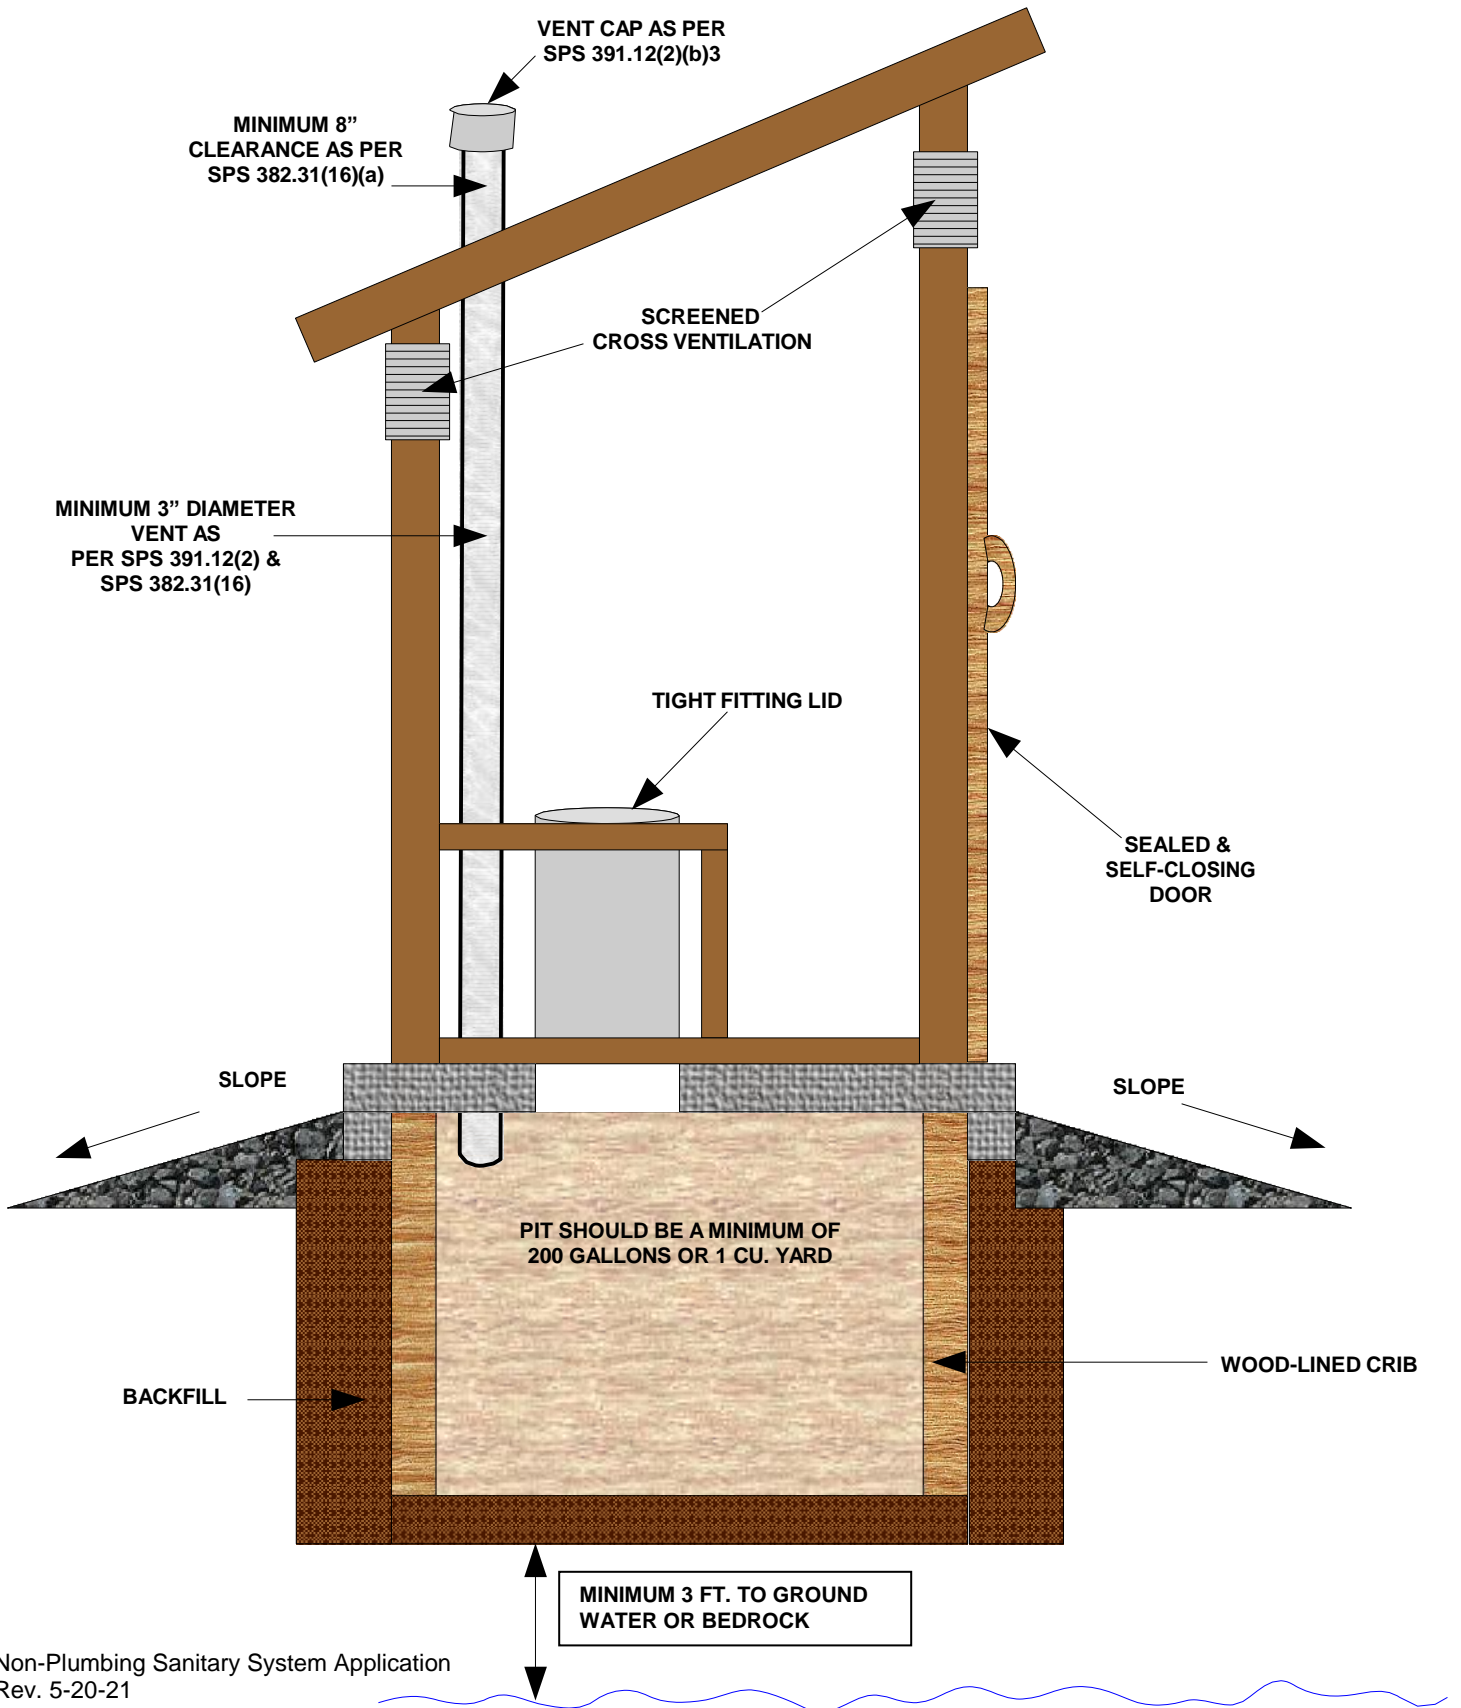 VENT CAP AS PER
SPS 391.12(2)(b)3
MINIMUM 8”
CLEARANCE AS PER
SPS 382.31(16)(a)
SCREENED
CROSS VENTILATION
MINIMUM 3” DIAMETER
VENT AS
PER SPS 391.12(2) &
SPS 382.31(16)
TIGHT FITTING LID
SEALED &
SELF-CLOSING
DOOR
SLOPE
SLOPE
PIT SHOULD BE A MINIMUM OF
200 GALLONS OR 1 CU. YARD
WOOD-LINED CRIB
BACKFILL
MINIMUM 3 FT. TO GROUND
WATER OR BEDROCK
Non-Plumbing Sanitary System Application
Rev. 5-20-21